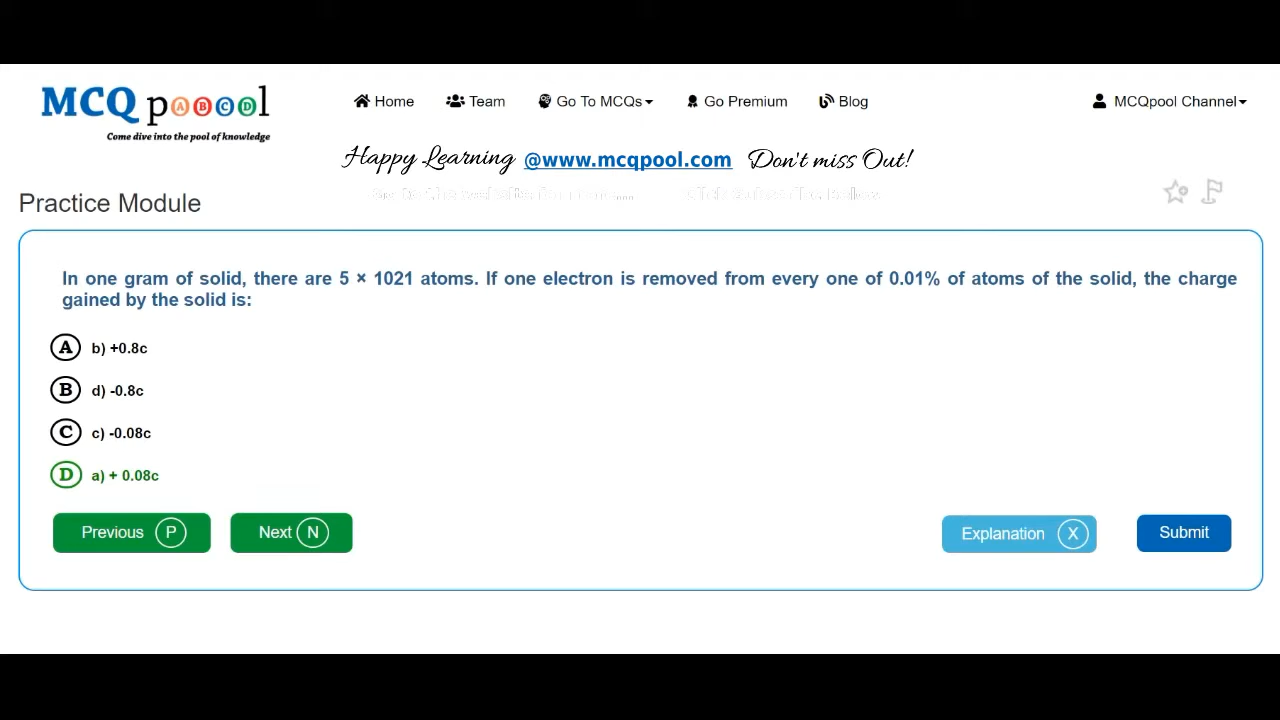 MCQ pooool
Come dive into the pool of knowledge
Home Team Go To MCQs Go Premium Blog MCQpool Channel
Happy Learning @www.mcqpool.com Don't miss Out!
Practice Module
In one gram of solid, there are 5 × 1021 atoms. If one electron is removed from every one of 0.01% of atoms of the solid, the charge
gained by the solid is:
A b) +0.8c
B d) -0.8c
C c) -0.08c
D a) + 0.08c
Previous P Next N Explanation X Submit